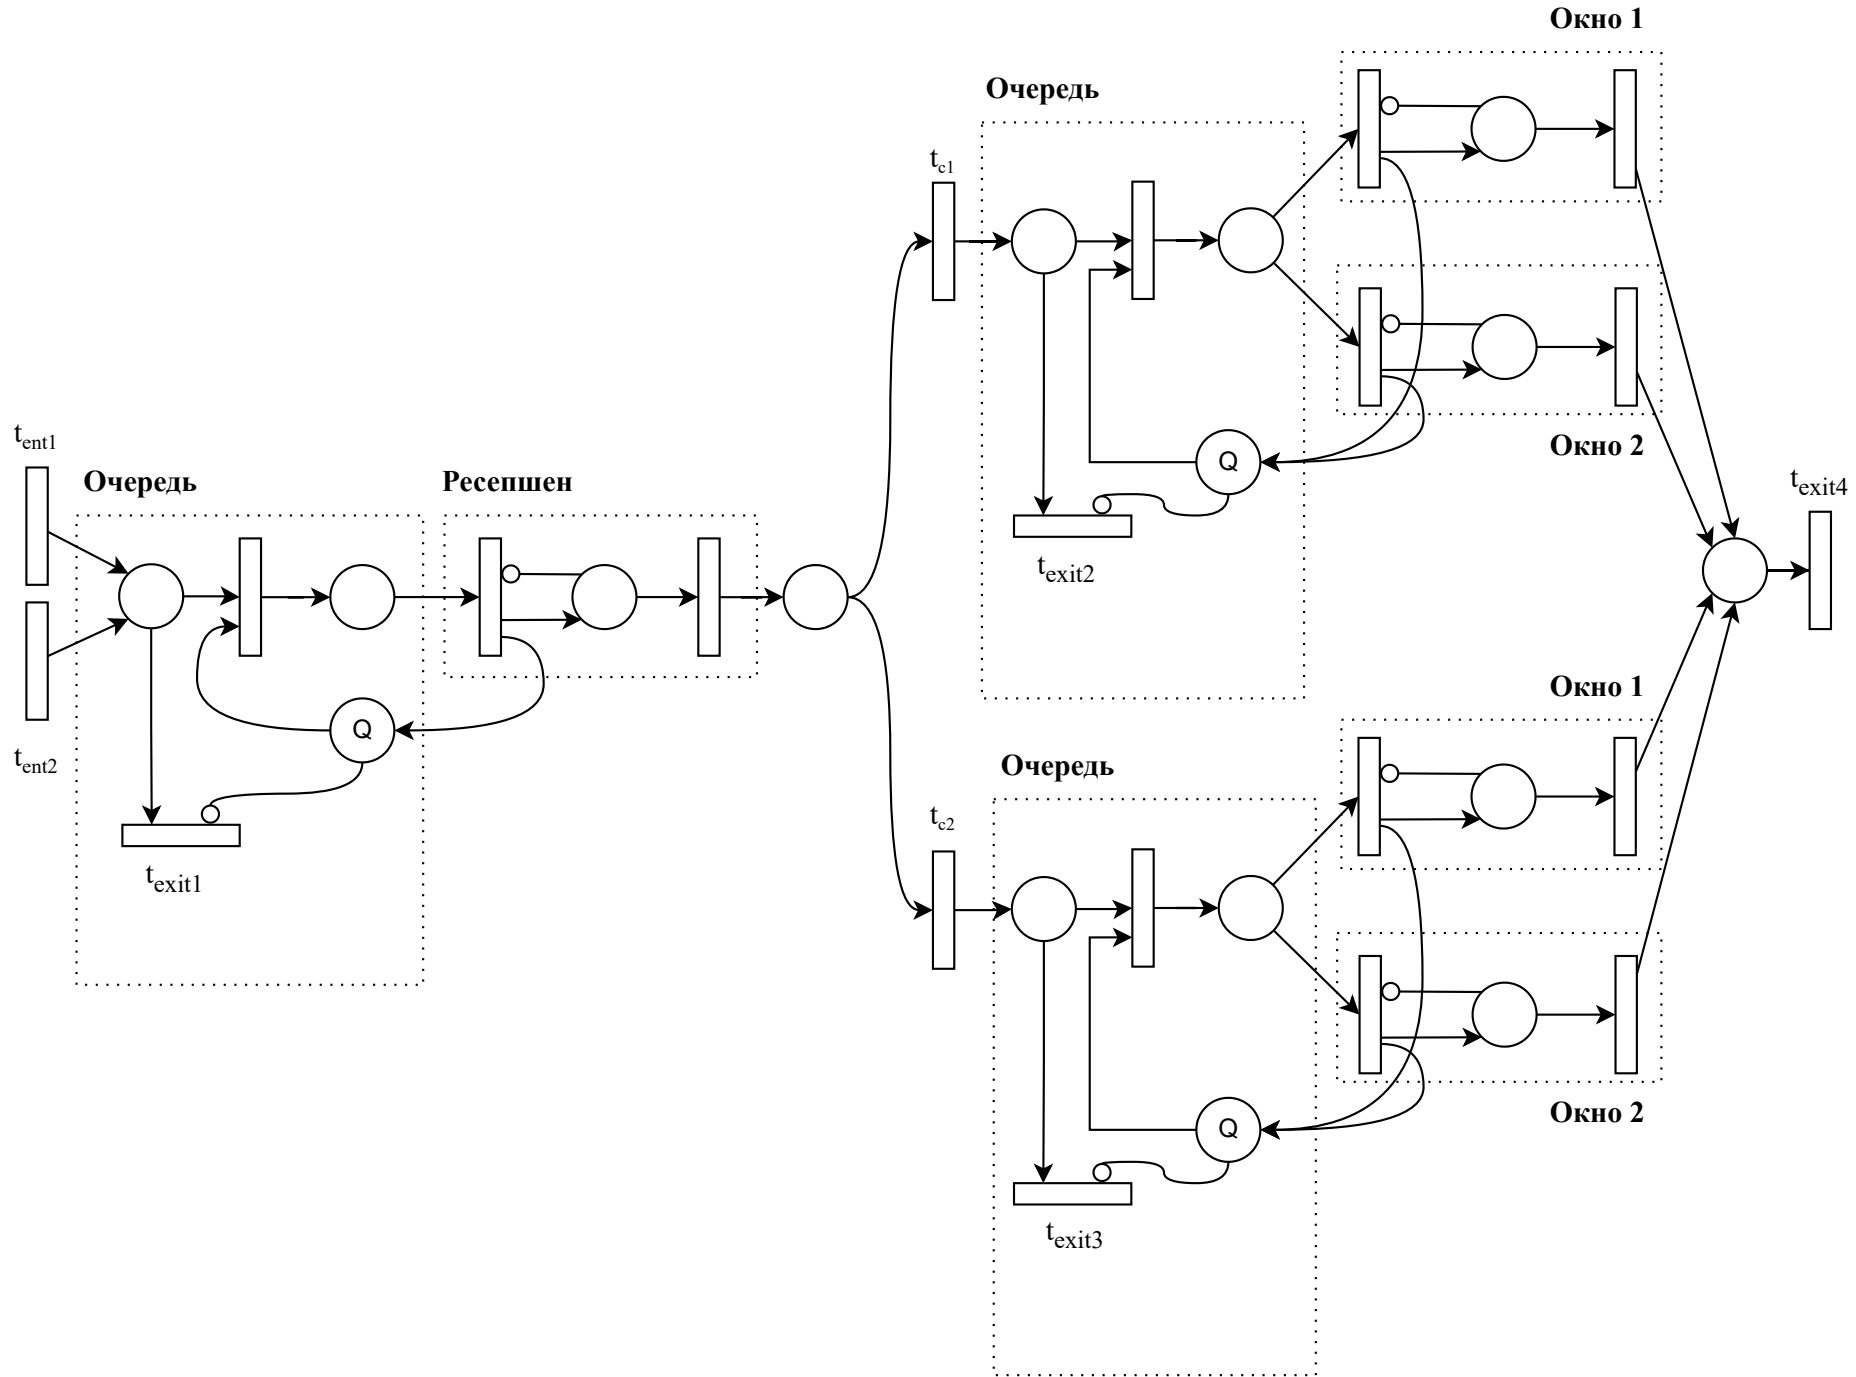 Окно 1
Очередь
t_c1
Окно 2
t_ent1
Очередь
Ресепшен
Q
t_exit4
t_exit2
Окно 1
Q
t_ent2
Очередь
t_c2
t_exit1
Окно 2
Q
t_exit3